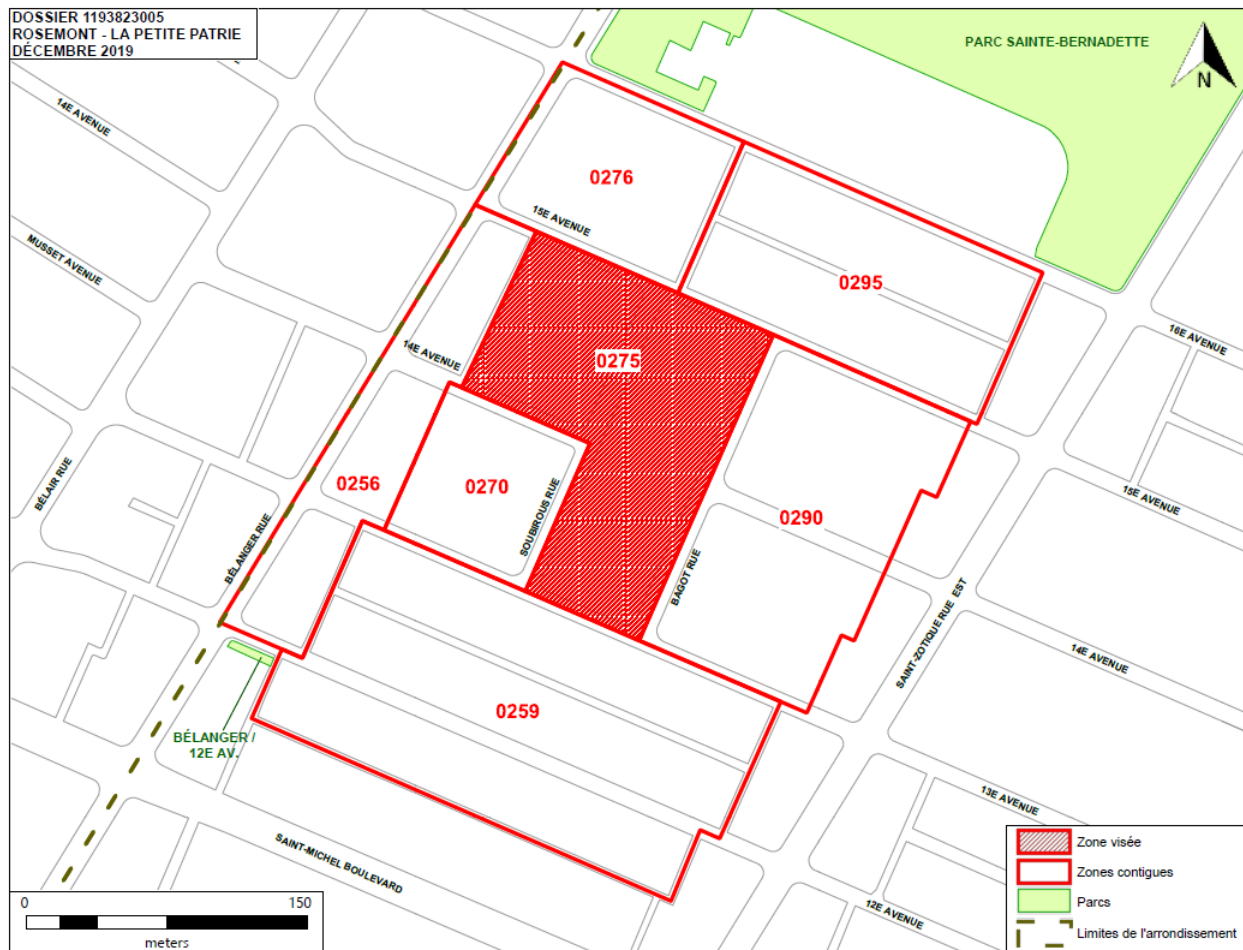 DOSSIER 1193823005
ROSEMONT - LA PETITE PATRIE
DÉCEMBRE 2019
PARC SAINTE-BERNADETTE
N
14E AVENUE
0276
15E AVENUE
0295
MUSSET AVENUE
16E AVENUE
14E AVENUE
0275
BÉLAIR RUE
0256
0270
SOUBIROUS RUE
0290
15E AVENUE
BÉLANGER RUE
BAGOT RUE
SAINT-ZOTIQUE RUE EST
14E AVENUE
0259
BÉLANGER /
12E AV.
13E AVENUE
SAINT-MICHEL BOULEVARD
12E AVENUE
0 150
meters
Zone visée
Zones contigues
Parcs
Limites de l'arrondissement